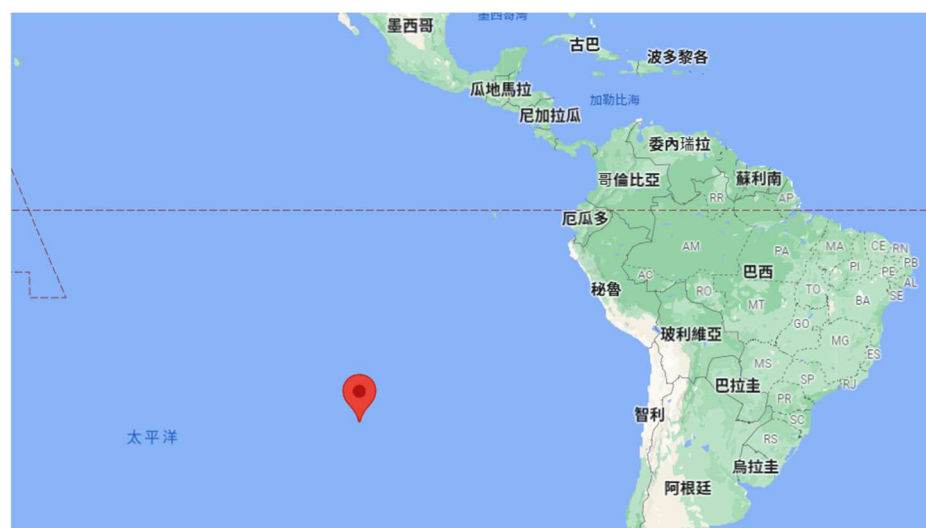 墨西哥灣
墨西哥
古巴
波多黎各
瓜地馬拉
加勒比海
尼加拉瓜
委內瑞拉
哥倫比亞
蘇利南
RR
AP
厄瓜多
AM
PA
MA
CE
RN
PB
PI
PE
AL
AC
巴西
TO
SE
秘魯
RO
MT
BA
GO
玻利維亞
MG
MS
ES
SP
巴拉圭
RJ
PR
智利
SC
太平洋
RS
烏拉圭
阿根廷